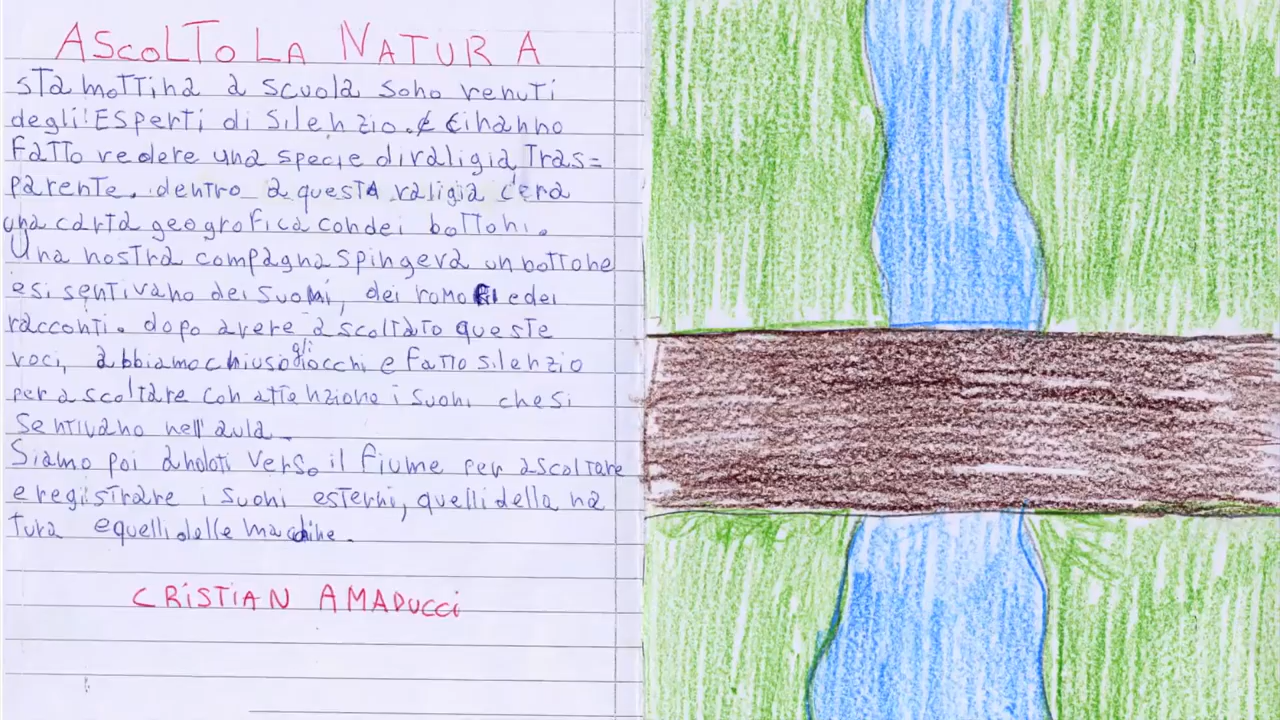 ASCOLTO LA NATURA
sta mattina a scuola sono venuti
degli Esperti di Silenzio. E ci hanno
fatto vedere una specie di valigia, tras=
parente. dentro a questa valigia c'era
una carta geografica con dei bottoni.
Una nostra compagna spingeva un bottone
e si sentivano dei suoni, dei rumori e dei
racconti. dopo avere ascoltato queste
voci, abbiamo chiuso gli occhi e fatto silenzio
per ascoltare con attenzione i suoni che si
sentivano nell'aula.
Siamo poi andati verso il fiume per ascoltare
e registrare i suoni esterni, quelli della na
tura e quelli delle macchine.
CRISTIAN AMADUCCI